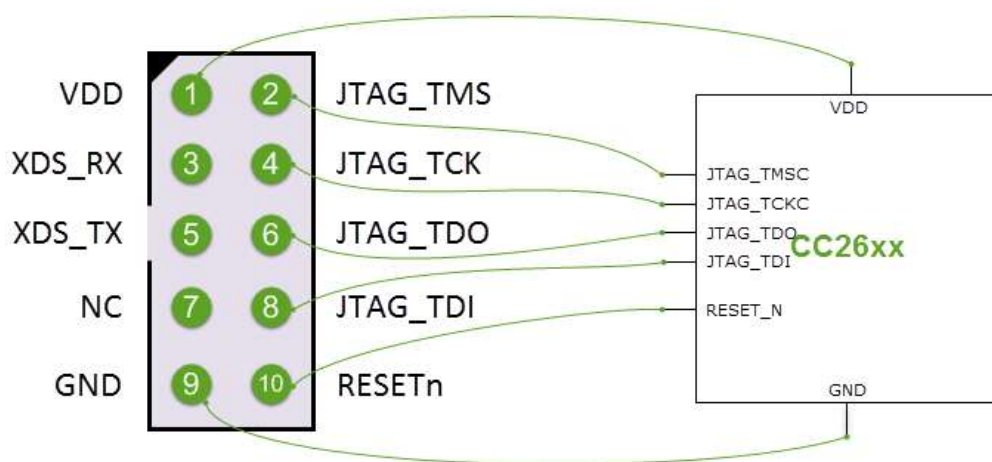 VDD 1 2 JTAG_TMS
XDS_RX 3 4 JTAG_TCK
XDS_TX 5 6 JTAG_TDO
NC 7 8 JTAG_TDI
GND 9 10 RESETn
VDD
JTAG_TMSC
JTAG_TCKC
JTAG_TDO
CC26xx
JTAG_TDI
RESET_N
GND